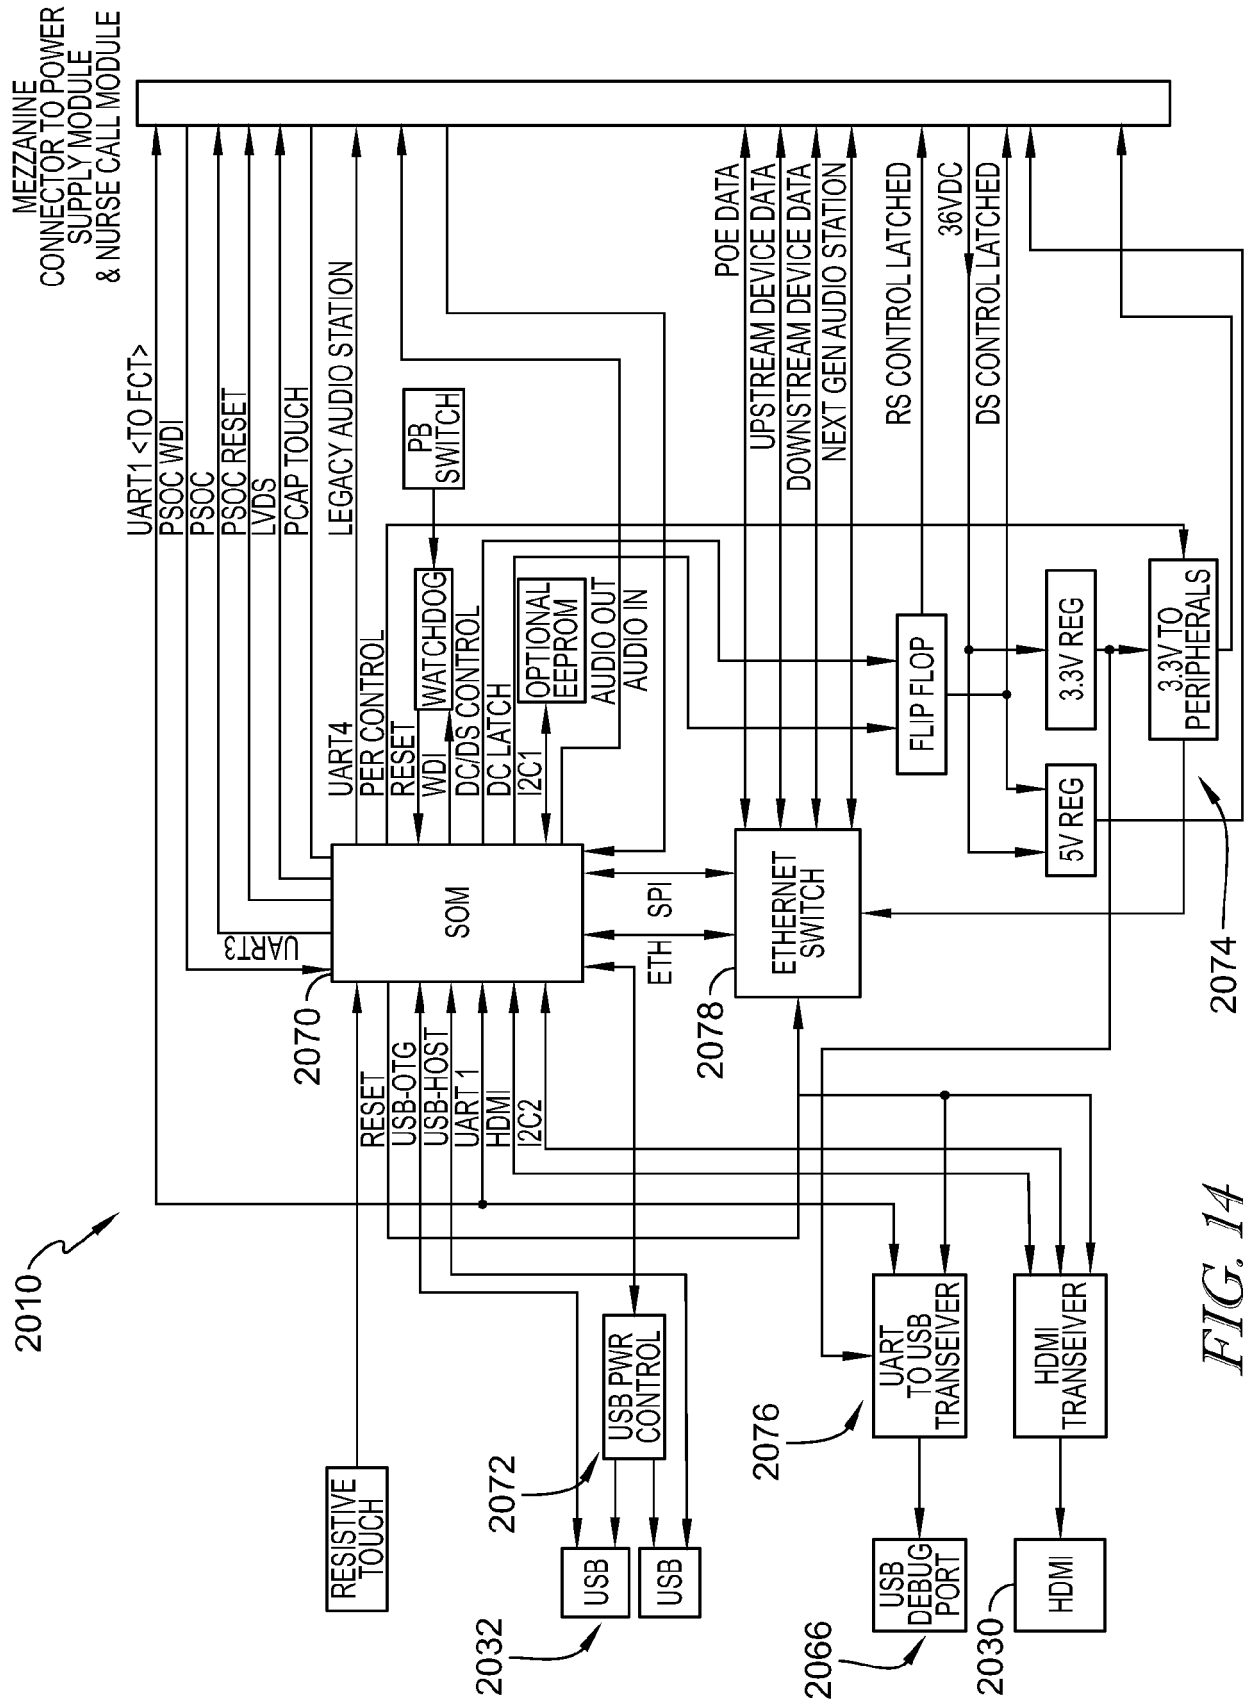 MEZZANINE
CONNECTOR TO POWER
SUPPLY MODULE
& NURSE CALL MODULE
2010
UART1 <TO FCT>
PSOC WDI
PSOC
PSOC RESET
LVDS
PCAP TOUCH
LEGACY AUDIO STATION
UART3
2070
SOM
UART4
PER CONTROL
RESET
WDI
DC/DS CONTROL
DC LATCH
I2C1
WATCHDOG
PB
SWITCH
OPTIONAL
EEPROM
AUDIO OUT
AUDIO IN
RESISTIVE
TOUCH
RESET
USB-OTG
USB-HOST
UART 1
HDMI
I2C2
ETH
SPI
2078
ETHERNET
SWITCH
POE DATA
UPSTREAM DEVICE DATA
DOWNSTREAM DEVICE DATA
NEXT GEN AUDIO STATION
RS CONTROL LATCHED
36VDC
DS CONTROL LATCHED
FLIP FLOP
3.3V REG
5V REG
3.3V TO
PERIPHERALS
2074
2072
USB PWR
CONTROL
2032
USB
USB
2076
UART
TO USB
TRANSEIVER
HDMI
TRANSEIVER
2066
USB
DEBUG
PORT
2030
HDMI
FIG. 14